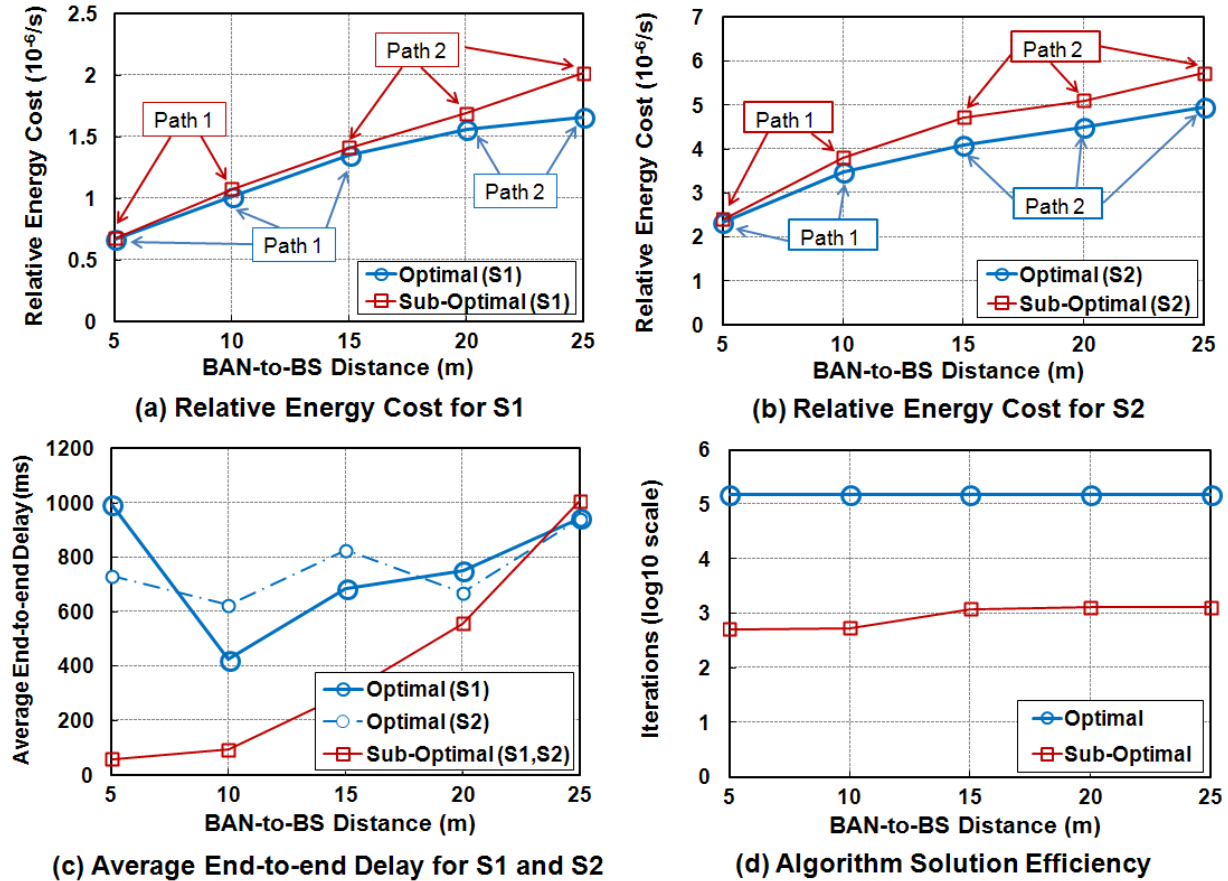 Relative Energy Cost (10⁻⁶/s)
2.5
2
1.5
1
0.5
0
Path 2
Path 1
Path 2
Path 1
Optimal (S1)
Sub-Optimal (S1)
5 10 15 20 25
BAN-to-BS Distance (m)
(a) Relative Energy Cost for S1
Relative Energy Cost (10⁻⁶/s)
7
6
5
4
3
2
1
0
Path 2
Path 1
Path 2
Path 1
Optimal (S2)
Sub-Optimal (S2)
5 10 15 20 25
BAN-to-BS Distance (m)
(b) Relative Energy Cost for S2
Average End-to-end Delay (ms)
1200
1000
800
600
400
200
0
Optimal (S1)
Optimal (S2)
Sub-Optimal (S1,S2)
5 10 15 20 25
BAN-to-BS Distance (m)
(c) Average End-to-end Delay for S1 and S2
Iterations (log10 scale)
6
5
4
3
2
1
0
Optimal
Sub-Optimal
5 10 15 20 25
BAN-to-BS Distance (m)
(d) Algorithm Solution Efficiency